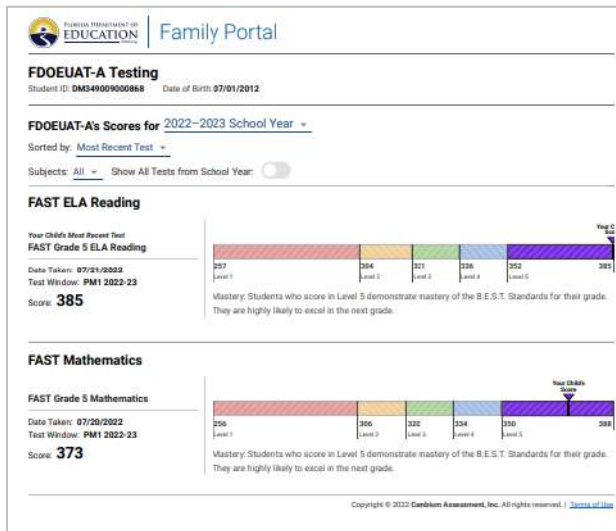 FLORIDA DEPARTMENT OF
EDUCATION
Family Portal
FDOEUAT-A Testing
Student ID: DM349009000868 Date of Birth: 07/01/2012
FDOEUAT-A's Scores for 2022–2023 School Year
Sorted by: Most Recent Test
Subjects: All Show All Tests from School Year:
FAST ELA Reading
Your Child's Most Recent Test
FAST Grade 5 ELA Reading
Date Taken: 07/21/2022
Test Window: PM1 2022-23
Score: 385
Your C
257 304 321 336 352 385
Level 1 Level 2 Level 3 Level 4 Level 5
Mastery: Students who score in Level 5 demonstrate mastery of the B.E.S.T. Standards for their grade.
They are highly likely to excel in the next grade.
FAST Mathematics
FAST Grade 5 Mathematics
Date Taken: 07/20/2022
Test Window: PM1 2022-23
Score: 373
Your Child's
Score
256 306 320 334 350 388
Level 1 Level 2 Level 3 Level 4 Level 5
Mastery: Students who score in Level 5 demonstrate mastery of the B.E.S.T. Standards for their grade.
They are highly likely to excel in the next grade.
Copyright © 2022 Cambium Assessment, Inc. All rights reserved. | Terms of Use